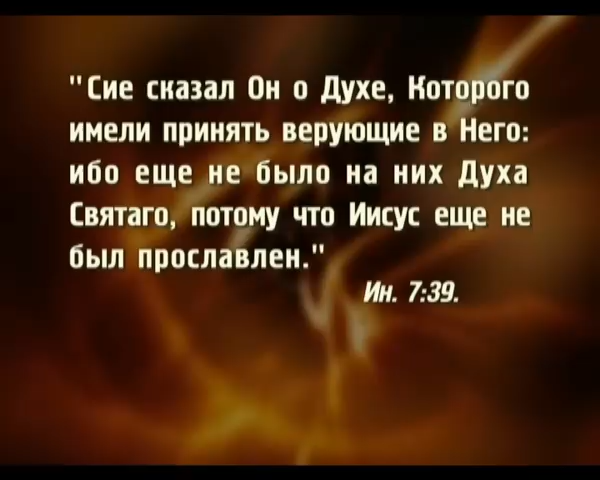 "Сие сказал Он о Духе, Которого
имели принять верующие в Него:
ибо еще не было на них Духа
Святаго, потому что Иисус еще не
был прославлен."
Ин. 7:39.